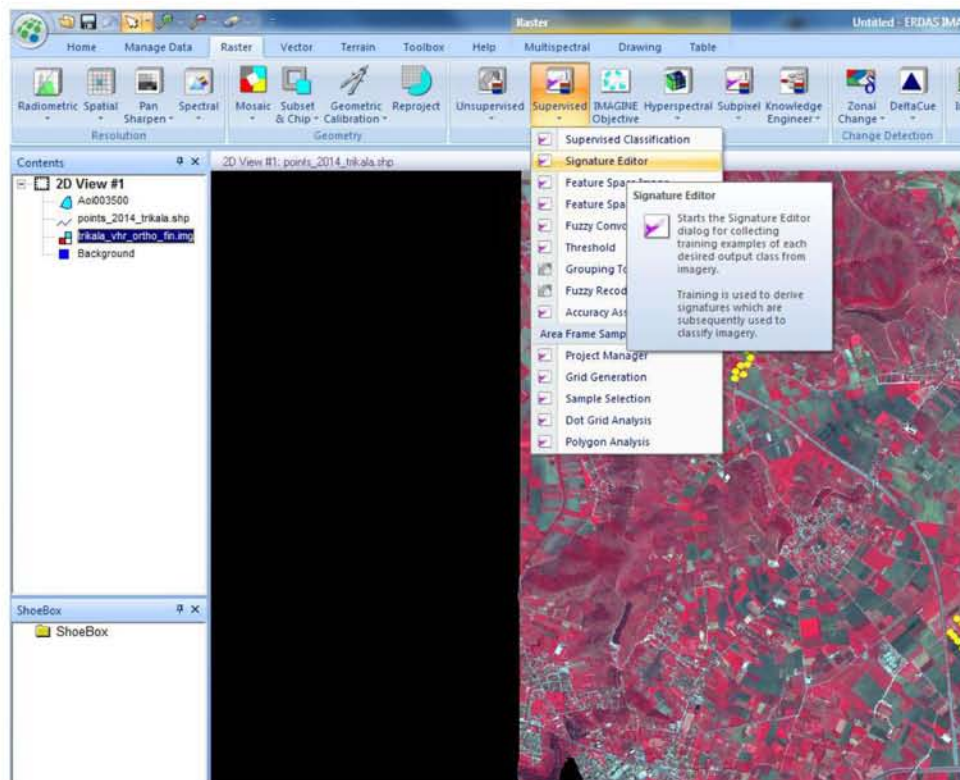 Raster
Untitled - ERDAS IMA
Home Manage Data Raster Vector Terrain Toolbox Help Multispectral Drawing Table
Radiometric Spatial Pan Sharpen Spectral Mosaic Subset & Chip Geometric Calibration Reproject Unsupervised Supervised IMAGINE Objective Hyperspectral Subpixel Knowledge Engineer Zonal Change DeltaCue
Resolution Geometry Change Detection
Contents
2D View #1: points_2014_trikala.shp
2D View #1
Aoi003500
points_2014_trikala.shp
trikala_vhr_ortho_fin.img
Background
Supervised Classification
Signature Editor
Feature Space Image
Feature Spa
Fuzzy Convo
Threshold
Grouping To
Fuzzy Recod
Accuracy Ass
Area Frame Samp
Project Manager
Grid Generation
Sample Selection
Dot Grid Analysis
Polygon Analysis
Signature Editor
Starts the Signature Editor
dialog for collecting
training examples of each
desired output class from
imagery.
Training is used to derive
signatures which are
subsequently used to
classify imagery.
ShoeBox
ShoeBox